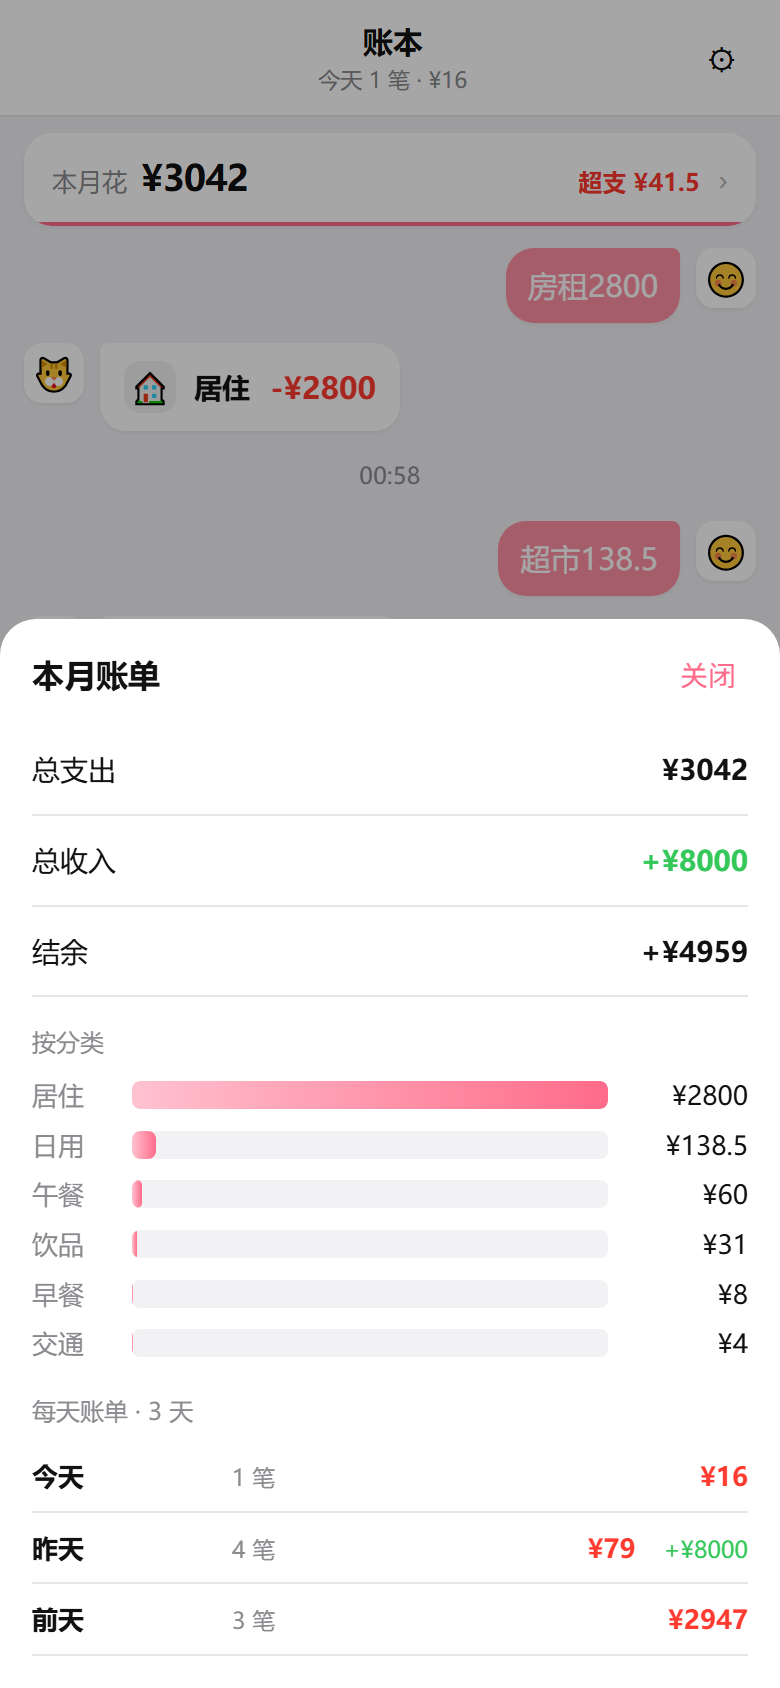 账本
今天 1 笔 · ¥16
本月花 ¥3042 超支 ¥41.5 ›
房租2800
居住 -¥2800
00:58
超市138.5
本月账单 关闭
总支出 ¥3042
总收入 +¥8000
结余 +¥4959
按分类
居住 ¥2800
日用 ¥138.5
午餐 ¥60
饮品 ¥31
早餐 ¥8
交通 ¥4
每天账单 · 3 天
今天 1 笔 ¥16
昨天 4 笔 ¥79 +¥8000
前天 3 笔 ¥2947